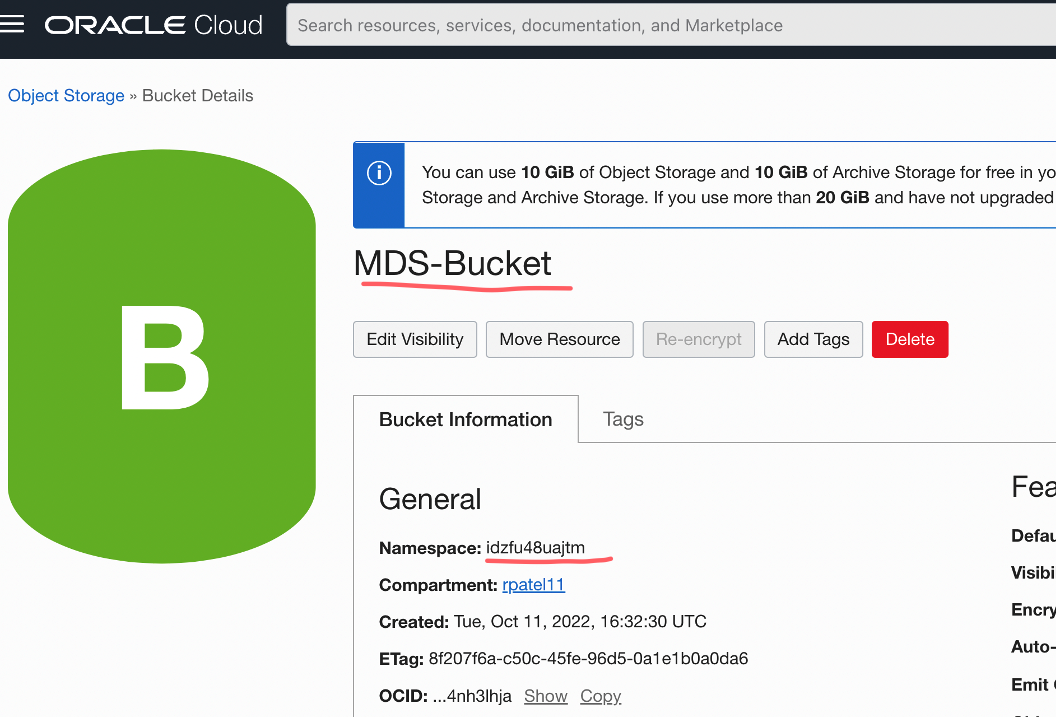 ORACLE Cloud
Search resources, services, documentation, and Marketplace
Object Storage » Bucket Details
B
You can use 10 GiB of Object Storage and 10 GiB of Archive Storage for free in yo
Storage and Archive Storage. If you use more than 20 GiB and have not upgraded
MDS-Bucket
Edit Visibility Move Resource Re-encrypt Add Tags Delete
Bucket Information Tags
General
Namespace: idzfu48uajtm
Compartment: rpatel11
Created: Tue, Oct 11, 2022, 16:32:30 UTC
ETag: 8f207f6a-c50c-45fe-96d5-0a1e1b0a0da6
OCID: ...4nh3lhja Show Copy
Fea
Defau
Visibi
Encry
Auto-
Emit